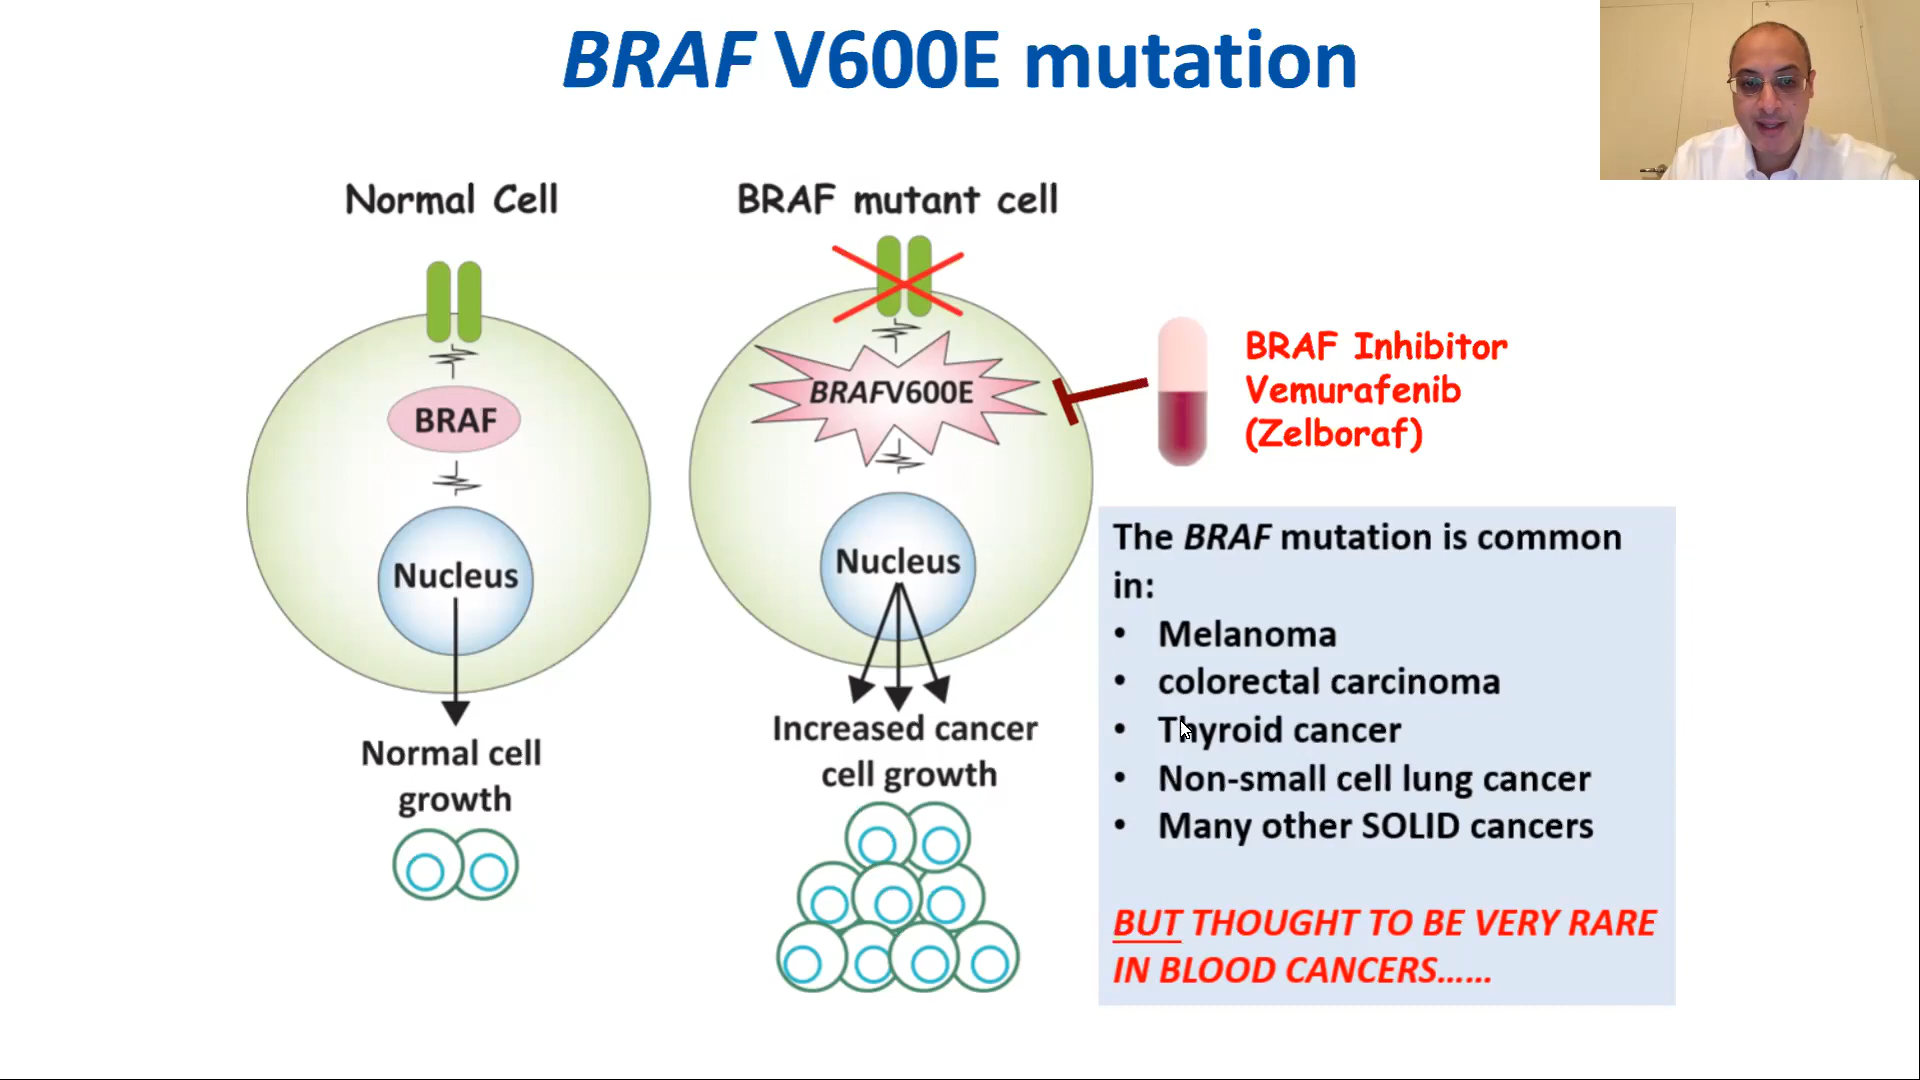 BRAF V600E mutation
Normal Cell
BRAF
Nucleus
Normal cell
growth
BRAF mutant cell
BRAFV600E
Nucleus
Increased cancer
cell growth
BRAF Inhibitor
Vemurafenib
(Zelboraf)
The BRAF mutation is common
in:
• Melanoma
• colorectal carcinoma
• Thyroid cancer
• Non-small cell lung cancer
• Many other SOLID cancers
BUT THOUGHT TO BE VERY RARE
IN BLOOD CANCERS......